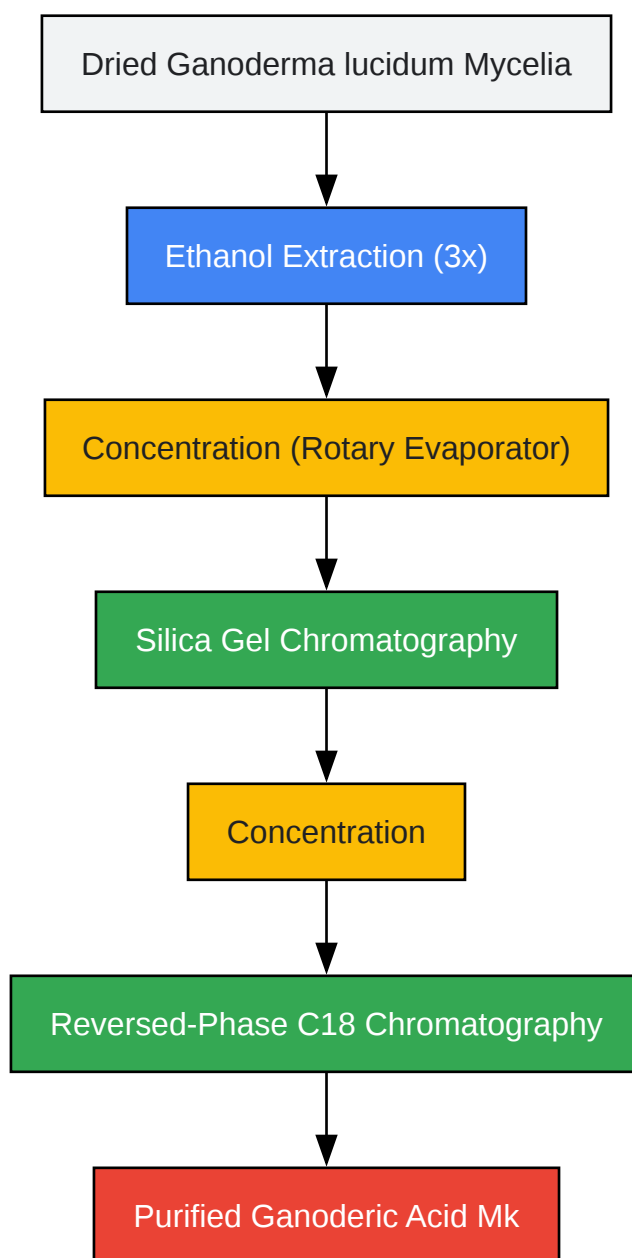 Dried Ganoderma lucidum Mycelia
Ethanol Extraction (3x)
Concentration (Rotary Evaporator)
Silica Gel Chromatography
Concentration
Reversed-Phase C18 Chromatography
Purified Ganoderic Acid Mk